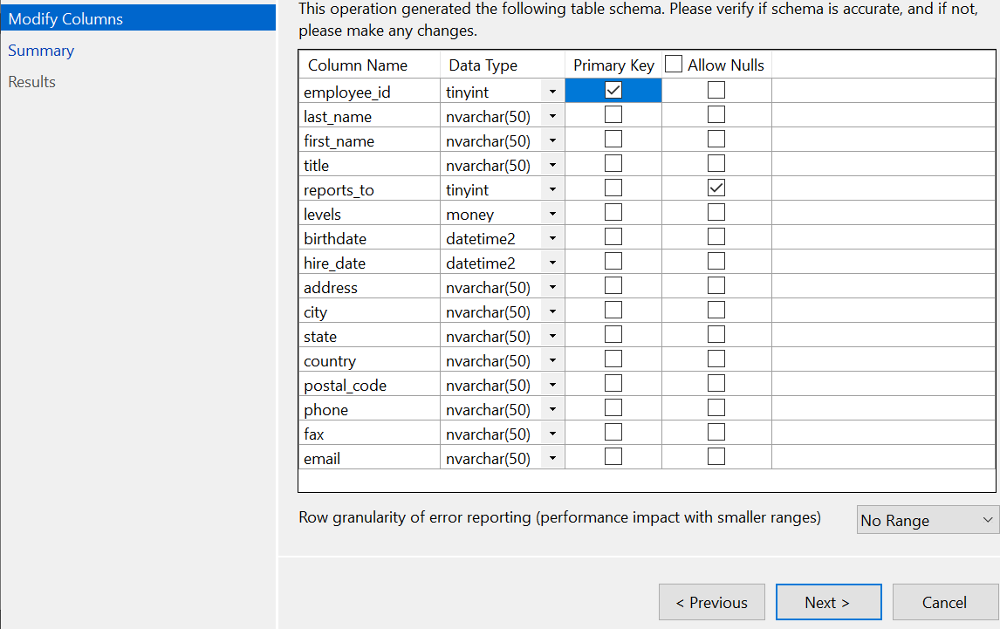 Modify Columns
Summary
Results
This operation generated the following table schema. Please verify if schema is accurate, and if not,
please make any changes.
Column Name Data Type Primary Key Allow Nulls
employee_id tinyint
last_name nvarchar(50)
first_name nvarchar(50)
title nvarchar(50)
reports_to tinyint
levels money
birthdate datetime2
hire_date datetime2
address nvarchar(50)
city nvarchar(50)
state nvarchar(50)
country nvarchar(50)
postal_code nvarchar(50)
phone nvarchar(50)
fax nvarchar(50)
email nvarchar(50)
Row granularity of error reporting (performance impact with smaller ranges) No Range
< Previous Next > Cancel